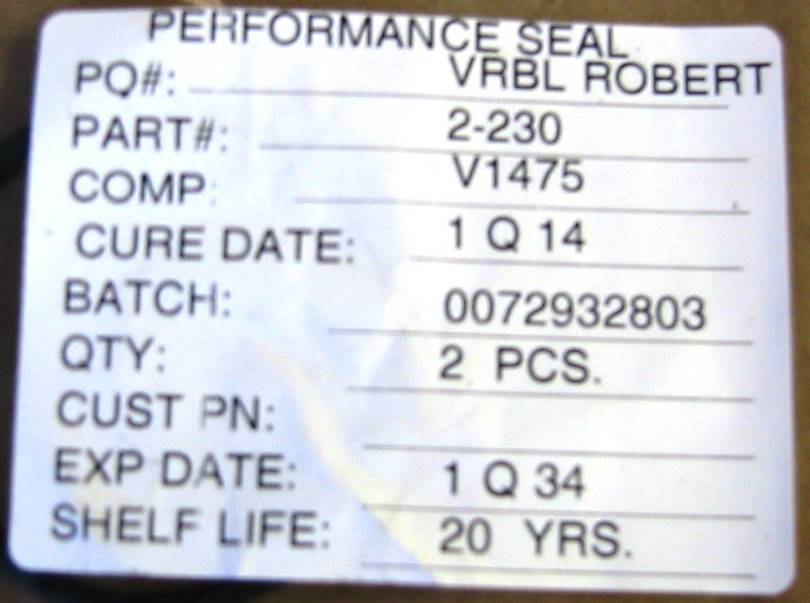 PERFORMANCE SEAL
PQ#: VRBL ROBERT
PART#: 2-230
COMP: V1475
CURE DATE: 1 Q 14
BATCH: 0072932803
QTY: 2 PCS.
CUST PN:
EXP DATE: 1 Q 34
SHELF LIFE: 20 YRS.